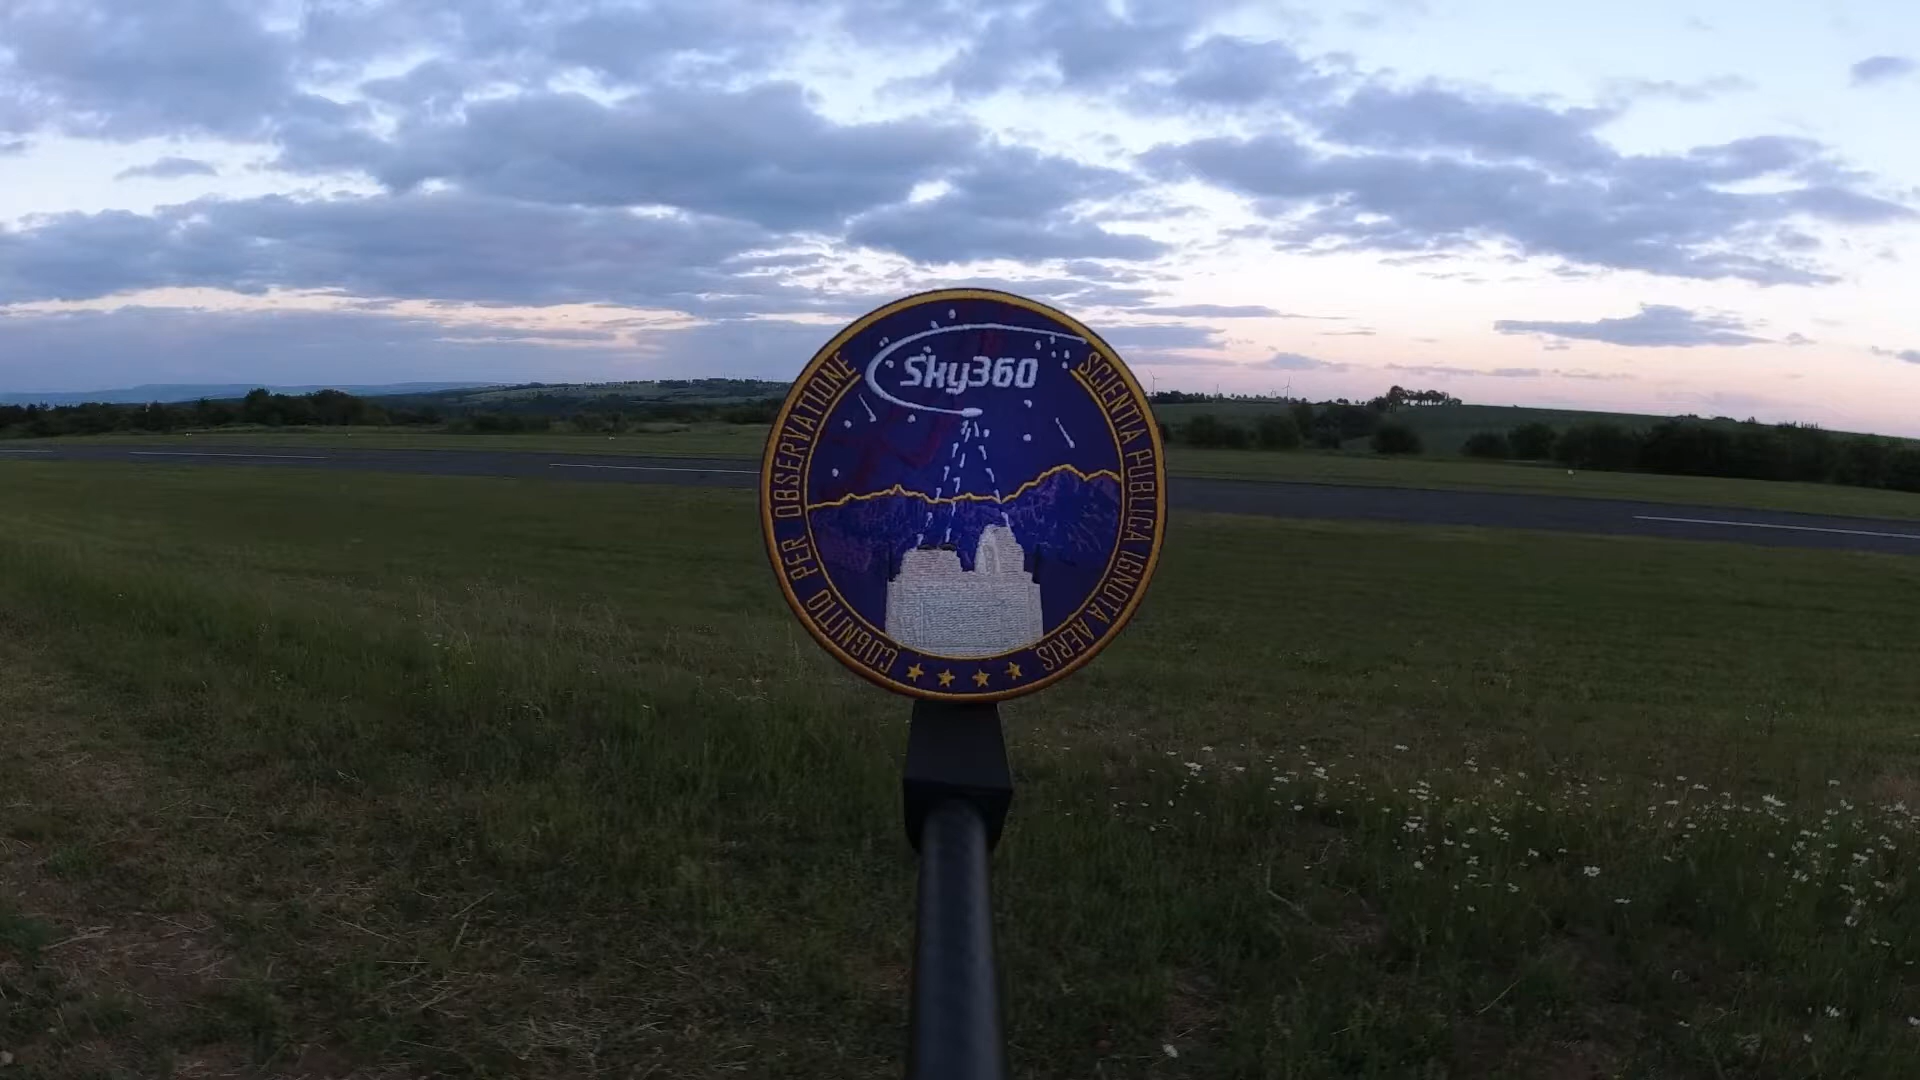 Sky360
COGNITIO PER OBSERVATIONE
SCIENTIA PUBLICA IGNOTA AERIS